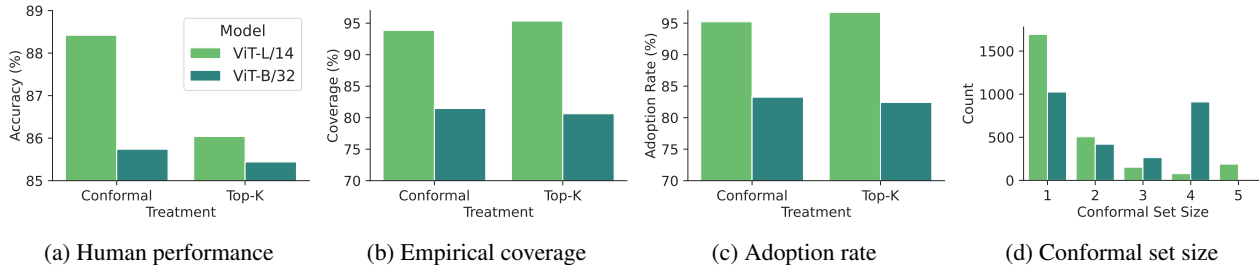 89
88
87
86
85
Accuracy (%)
Model
ViT-L/14
ViT-B/32
Conformal
Top-K
Treatment
(a) Human performance
95
90
85
80
75
70
Coverage (%)
Conformal
Top-K
Treatment
(b) Empirical coverage
95
90
85
80
75
70
Adoption Rate (%)
Conformal
Top-K
Treatment
(c) Adoption rate
1500
1000
500
0
Count
1 2 3 4 5
Conformal Set Size
(d) Conformal set size